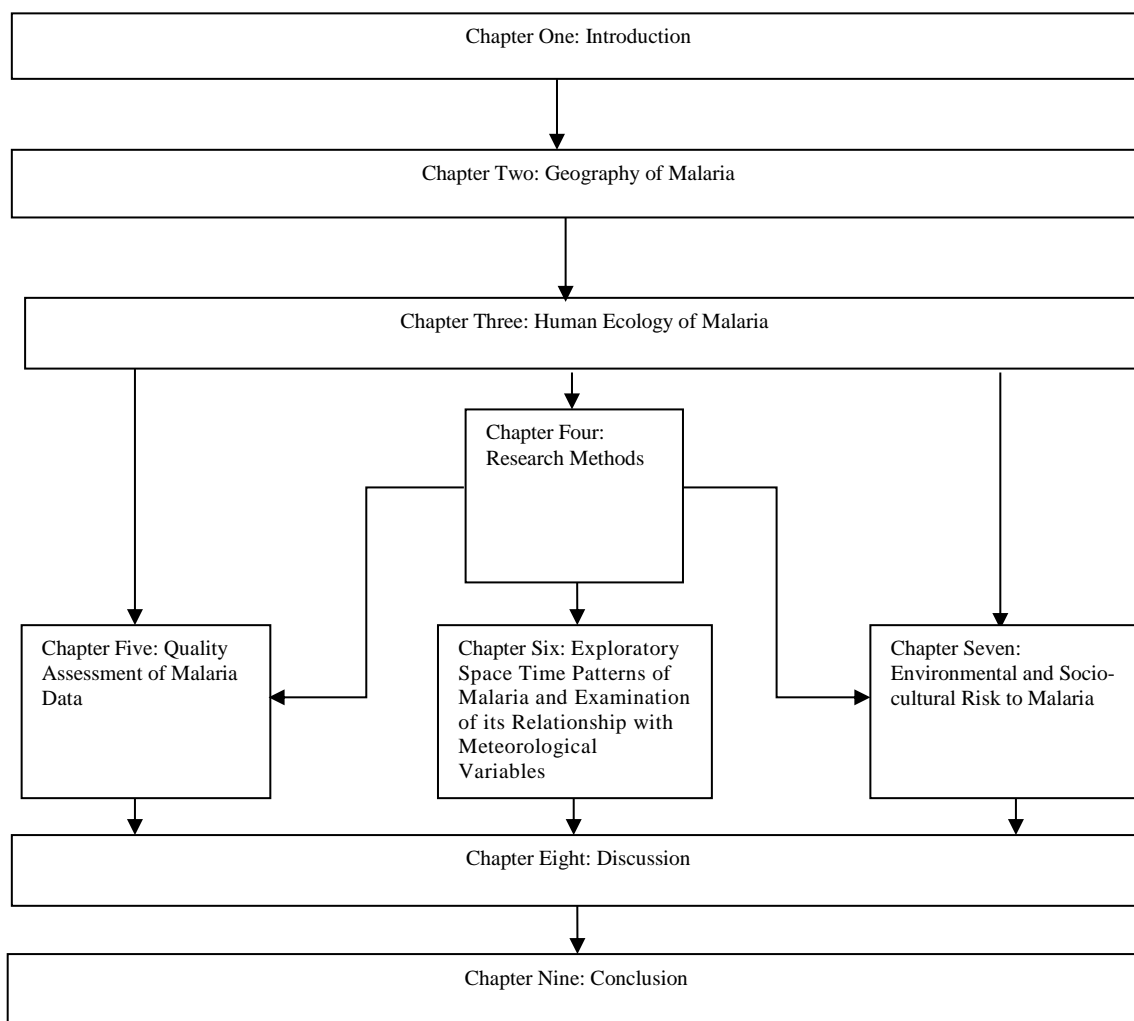 Chapter One: Introduction
Chapter Two: Geography of Malaria
Chapter Three: Human Ecology of Malaria
Chapter Four:
Research Methods
Chapter Five: Quality
Assessment of Malaria
Data
Chapter Six: Exploratory
Space Time Patterns of
Malaria and Examination
of its Relationship with
Meteorological
Variables
Chapter Seven:
Environmental and Socio-
cultural Risk to Malaria
Chapter Eight: Discussion
Chapter Nine: Conclusion